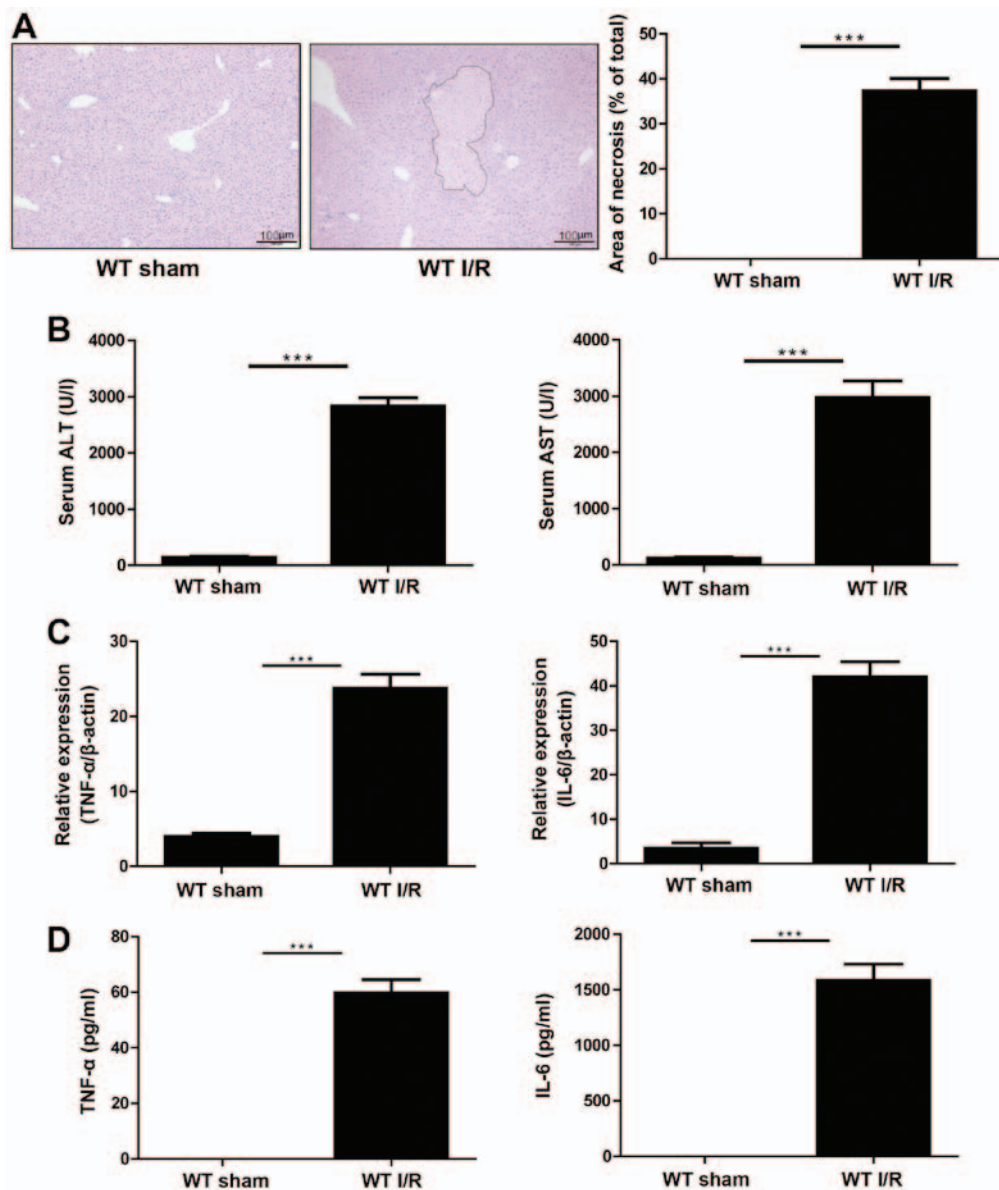 A
100µm
WT sham
100µm
WT I/R
Area of necrosis (% of total)
50
40
30
20
10
0
***
WT sham
WT I/R
B
Serum ALT (U/l)
4000
3000
2000
1000
0
***
WT sham
WT I/R
Serum AST (U/l)
4000
3000
2000
1000
0
***
WT sham
WT I/R
C
Relative expression
(TNF-α/β-actin)
30
20
10
0
***
WT sham
WT I/R
Relative expression
(IL-6/β-actin)
50
40
30
20
10
0
***
WT sham
WT I/R
D
TNF-α (pg/ml)
80
60
40
20
0
***
WT sham
WT I/R
IL-6 (pg/ml)
2000
1500
1000
500
0
***
WT sham
WT I/R